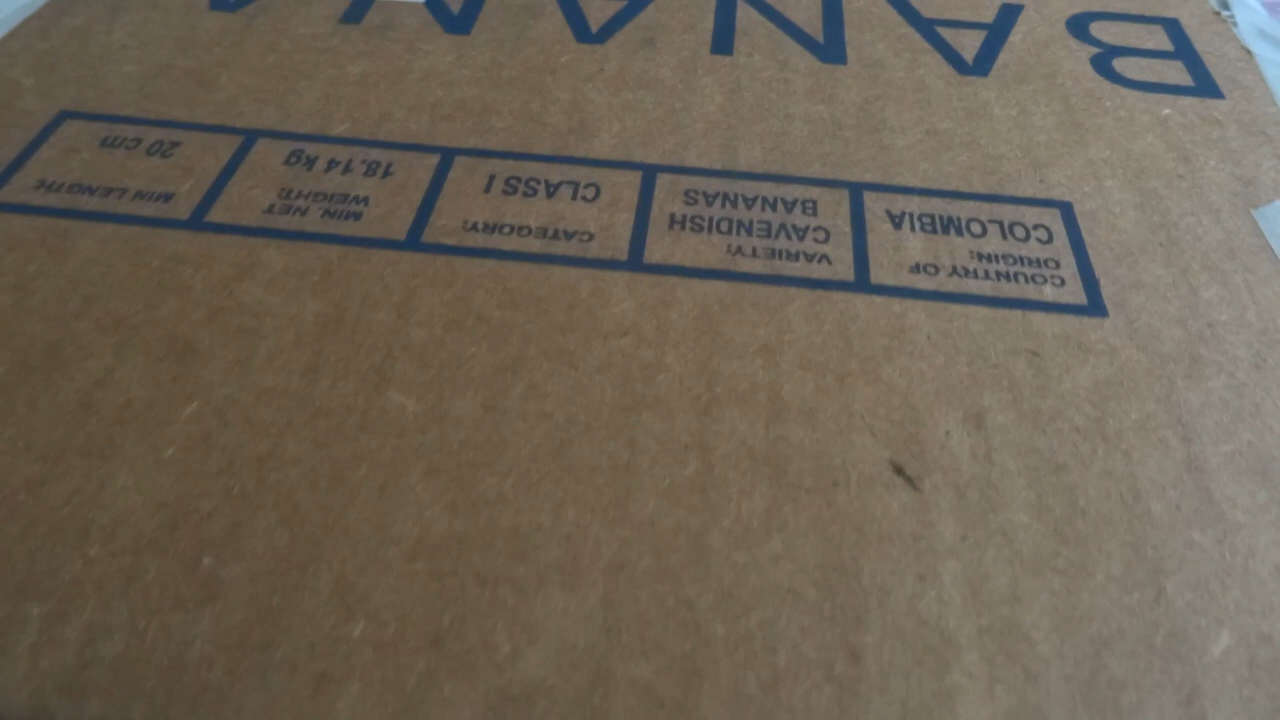 BANANA
COUNTRY OF
ORIGIN:
COLOMBIA
VARIETY:
CAVENDISH
BANANAS
CATEGORY:
CLASS I
MIN. NET
WEIGHT:
18.14 kg
MIN LENGTH:
20 cm